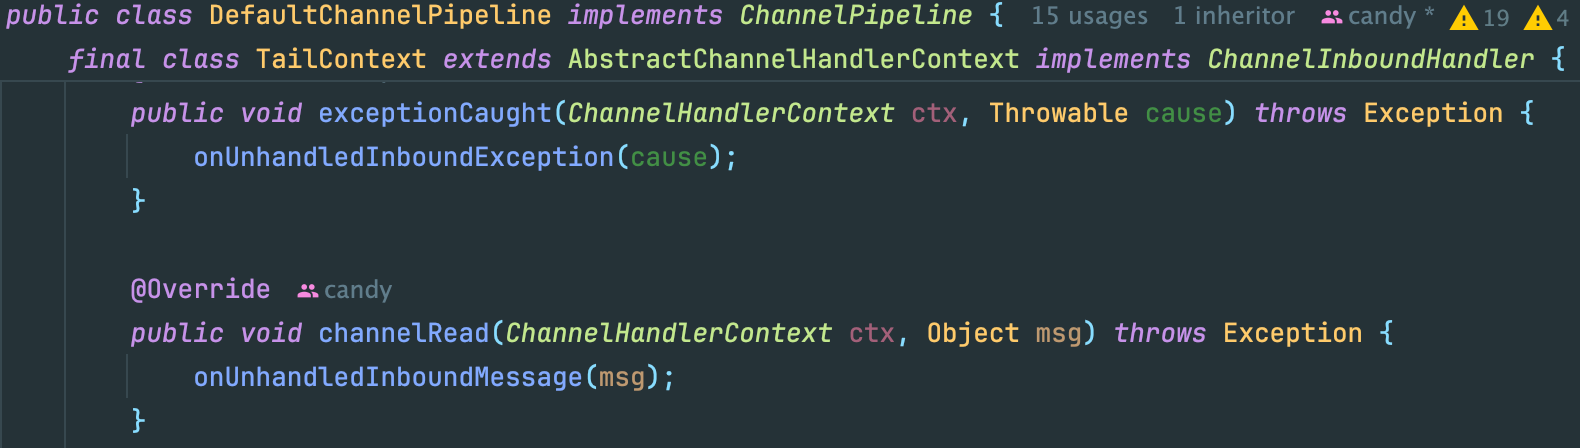 public class DefaultChannelPipeline implements ChannelPipeline { 15 usages 1 inheritor candy * 19 4
final class TailContext extends AbstractChannelHandlerContext implements ChannelInboundHandler {
public void exceptionCaught(ChannelHandlerContext ctx, Throwable cause) throws Exception {
onUnhandledInboundException(cause);
}
@Override candy
public void channelRead(ChannelHandlerContext ctx, Object msg) throws Exception {
onUnhandledInboundMessage(msg);
}